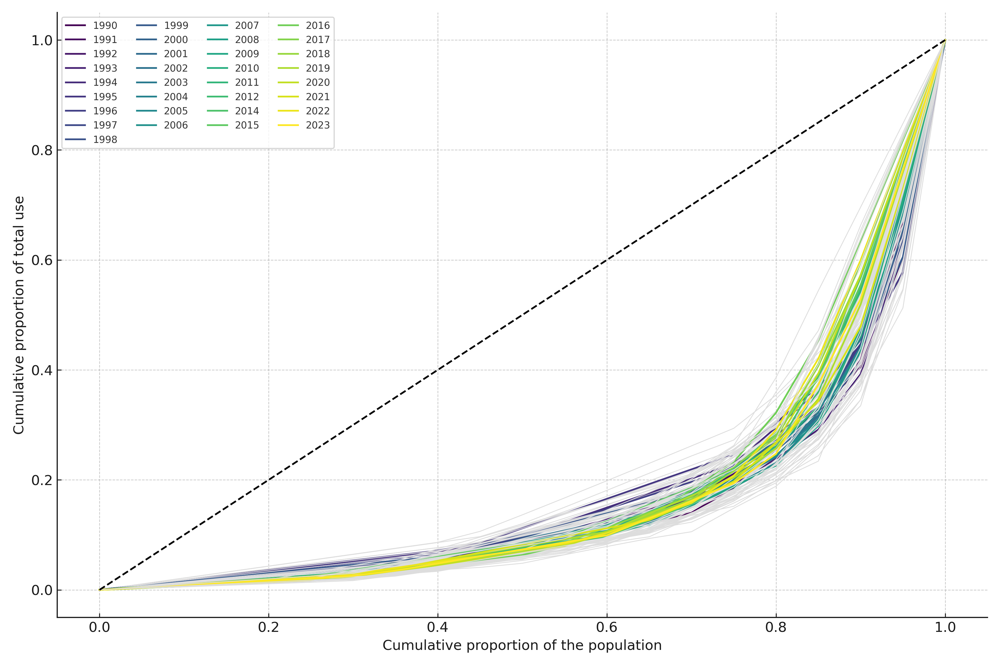 1990 1999 2007 2016
1991 2000 2008 2017
1992 2001 2009 2018
1993 2002 2010 2019
1994 2003 2011 2020
1995 2004 2012 2021
1996 2005 2014 2022
1997 2006 2015 2023
1998
1.0
0.8
0.6
0.4
0.2
0.0
Cumulative proportion of total use
0.0 0.2 0.4 0.6 0.8 1.0
Cumulative proportion of the population